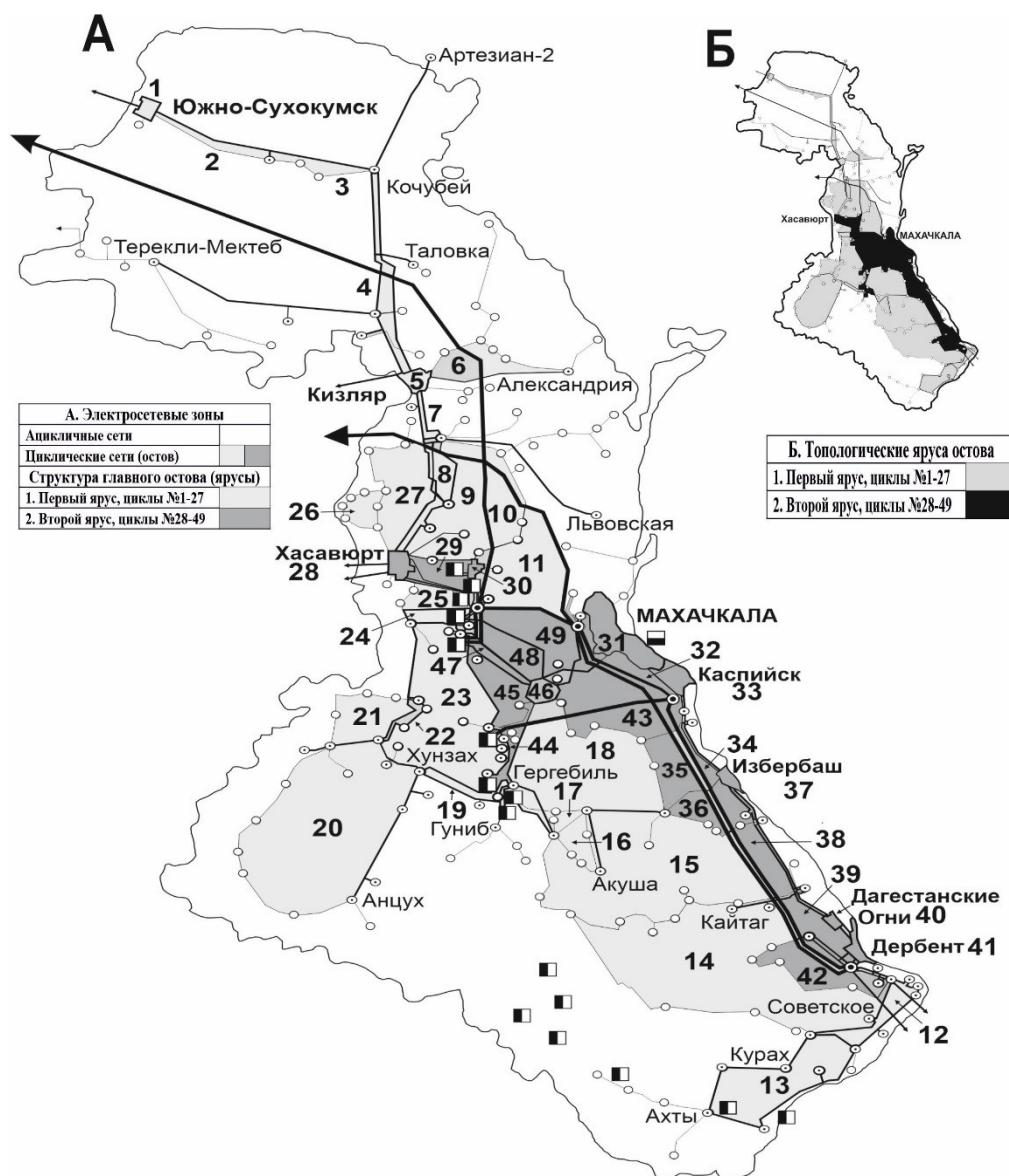 А
Б
Артезиан-2
1
Южно-Сухокумск
2
3
Кочубей
Терекли-Мектеб
Таловка
4
Хасавюрт
МАХАЧКАЛА
6
5
Александрия
Кизляр
А. Электросетевые зоны
Ацикличные сети
Циклические сети (остов)
Структура главного остова (ярусы)
1. Первый ярус, циклы №1-27
2. Второй ярус, циклы №28-49
Б. Топологические яруса остова
1. Первый ярус, циклы №1-27
2. Второй ярус, циклы №28-49
7
8
27
9
10
26
Львовская
Хасавюрт
28
29
11
30
25
24
МАХАЧКАЛА
49
31
32
47
48
Каспийск
33
23
45
46
21
43
22
18
34
Хунзах
44
35
Избербаш
37
Гергебиль
19
17
36
20
Гуниб
16
38
15
Акуша
39
Анцух
Кайтаг
Дагестанские
Огни 40
14
Дербент 41
42
Советское
12
Курах
13
Ахты